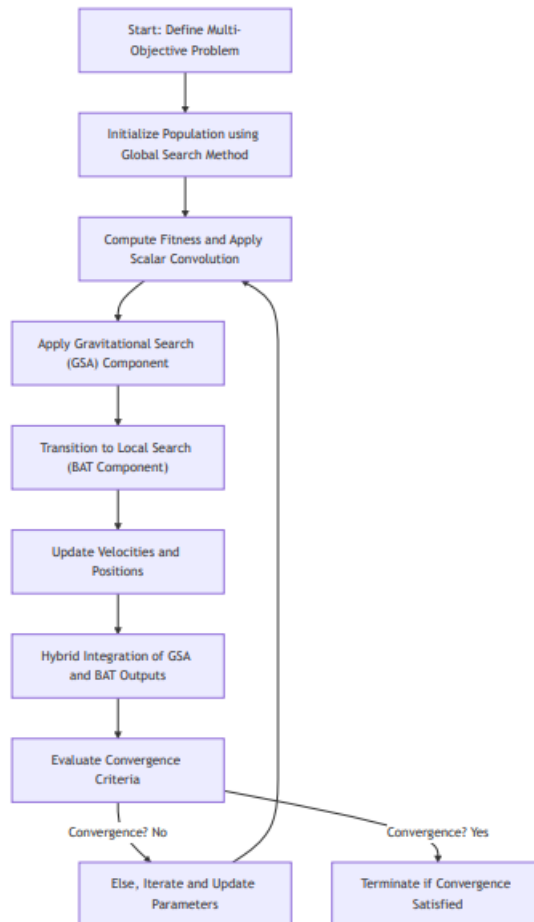 Start: Define Multi-
Objective Problem
Initialize Population using
Global Search Method
Compute Fitness and Apply
Scalar Convolution
Apply Gravitational Search
(GSA) Component
Transition to Local Search
(BAT Component)
Update Velocities and
Positions
Hybrid Integration of GSA
and BAT Outputs
Evaluate Convergence
Criteria
Convergence? No
Convergence? Yes
Else, Iterate and Update
Parameters
Terminate if Convergence
Satisfied